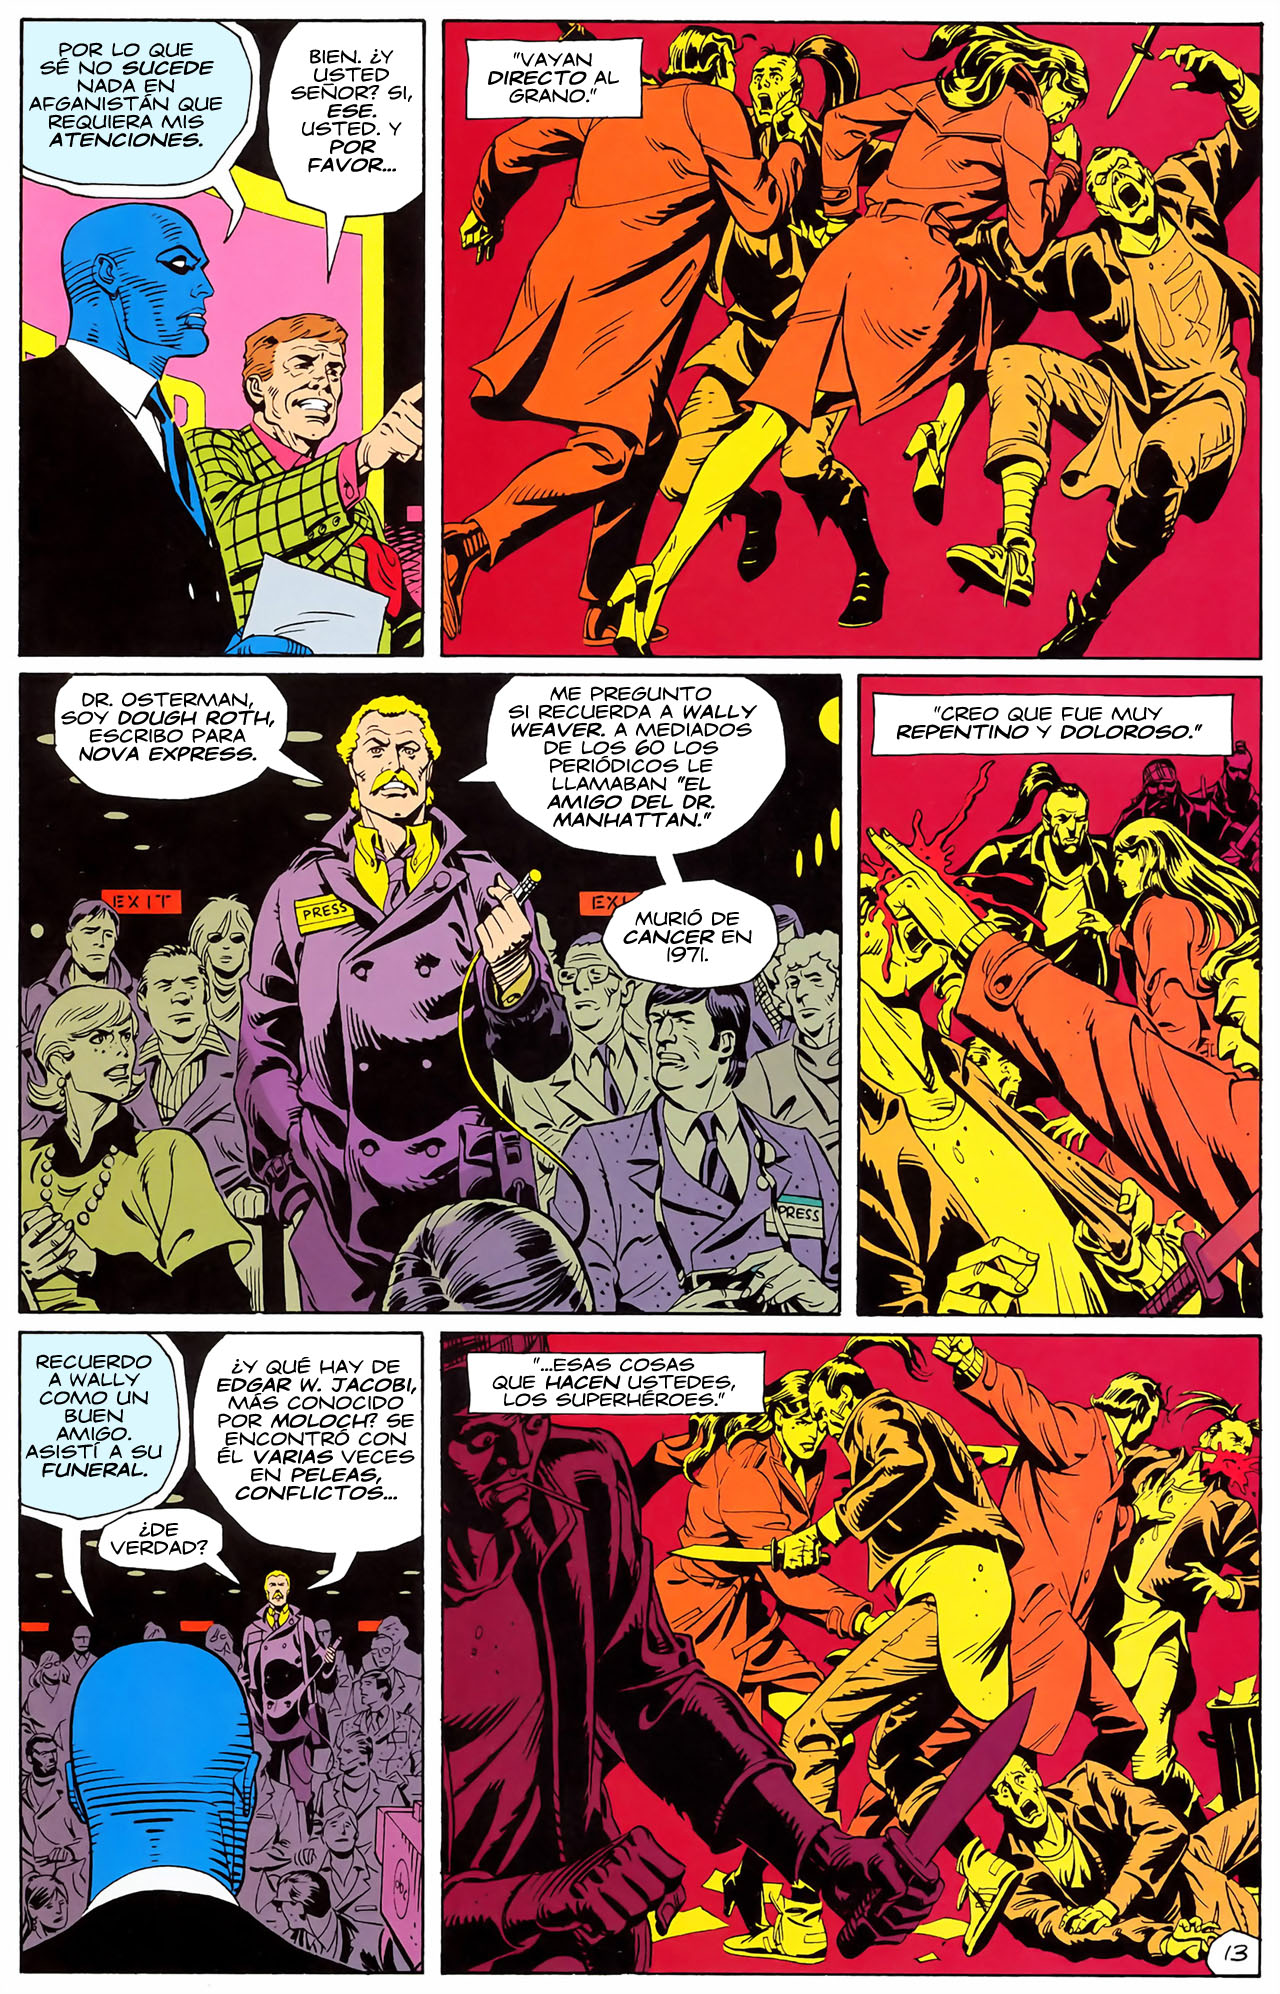 POR LO QUE
SÉ NO SUCEDE
NADA EN
AFGANISTÁN QUE
REQUIERA MIS
ATENCIONES.
BIEN. ¿Y
USTED
SEÑOR? SI,
ESE.
USTED. Y
POR
FAVOR...
"VAYAN
DIRECTO AL
GRANO."
DR. OSTERMAN,
SOY DOUGH ROTH,
ESCRIBO PARA
NOVA EXPRESS.
ME PREGUNTO
SI RECUERDA A WALLY
WEAVER. A MEDIADOS
DE LOS 60 LOS
PERIÓDICOS LE
LLAMABAN "EL
AMIGO DEL DR.
MANHATTAN."
MURIÓ DE
CANCER EN
1971.
EXIT
PRESS
PRESS
"CREO QUE FUE MUY
REPENTINO Y DOLOROSO."
RECUERDO
A WALLY
COMO UN
BUEN
AMIGO.
ASISTÍ A SU
FUNERAL.
¿DE
VERDAD?
¿Y QUÉ HAY DE
EDGAR W. JACOBI,
MÁS CONOCIDO
POR MOLOCH? SE
ENCONTRÓ CON
ÉL VARIAS VECES
EN PELEAS,
CONFLICTOS...
"...ESAS COSAS
QUE HACEN USTEDES,
LOS SUPERHÉROES."
13